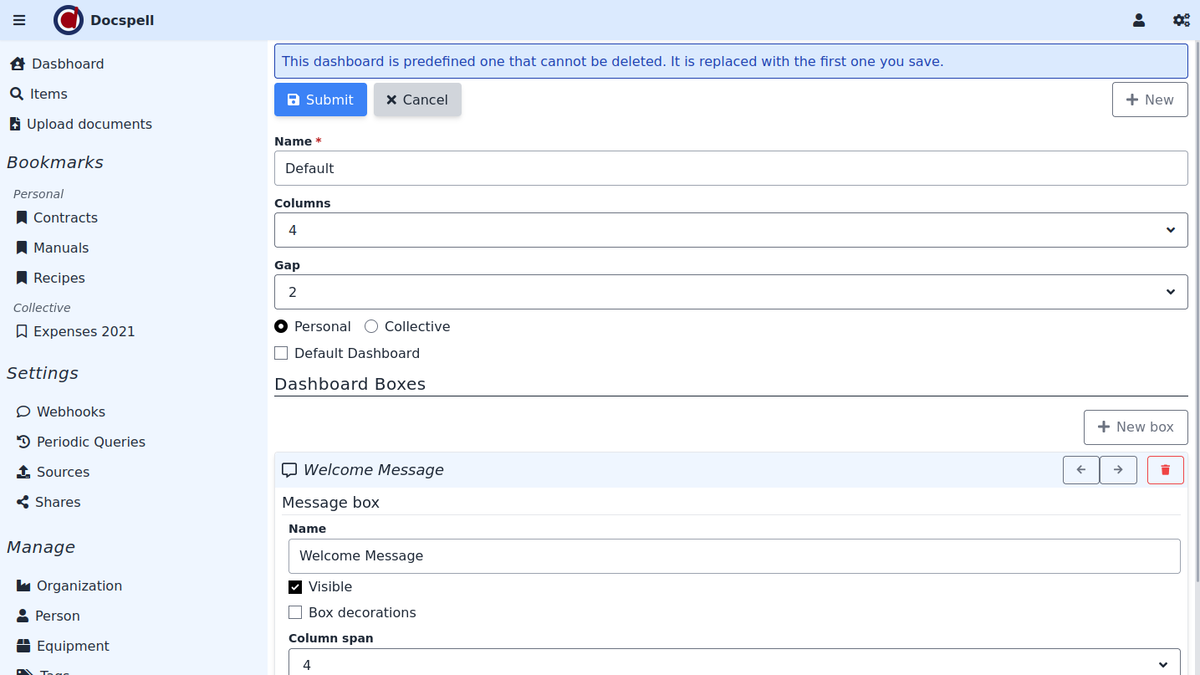 Docspell
Dasbhoard
Items
Upload documents
Bookmarks
Personal
Contracts
Manuals
Recipes
Collective
Expenses 2021
Settings
Webhooks
Periodic Queries
Sources
Shares
Manage
Organization
Person
Equipment
Tags
This dashboard is predefined one that cannot be deleted. It is replaced with the first one you save.
Submit Cancel New
Name *
Default
Columns
4
Gap
2
Personal Collective
Default Dashboard
Dashboard Boxes
New box
Welcome Message
Message box
Name
Welcome Message
Visible
Box decorations
Column span
4